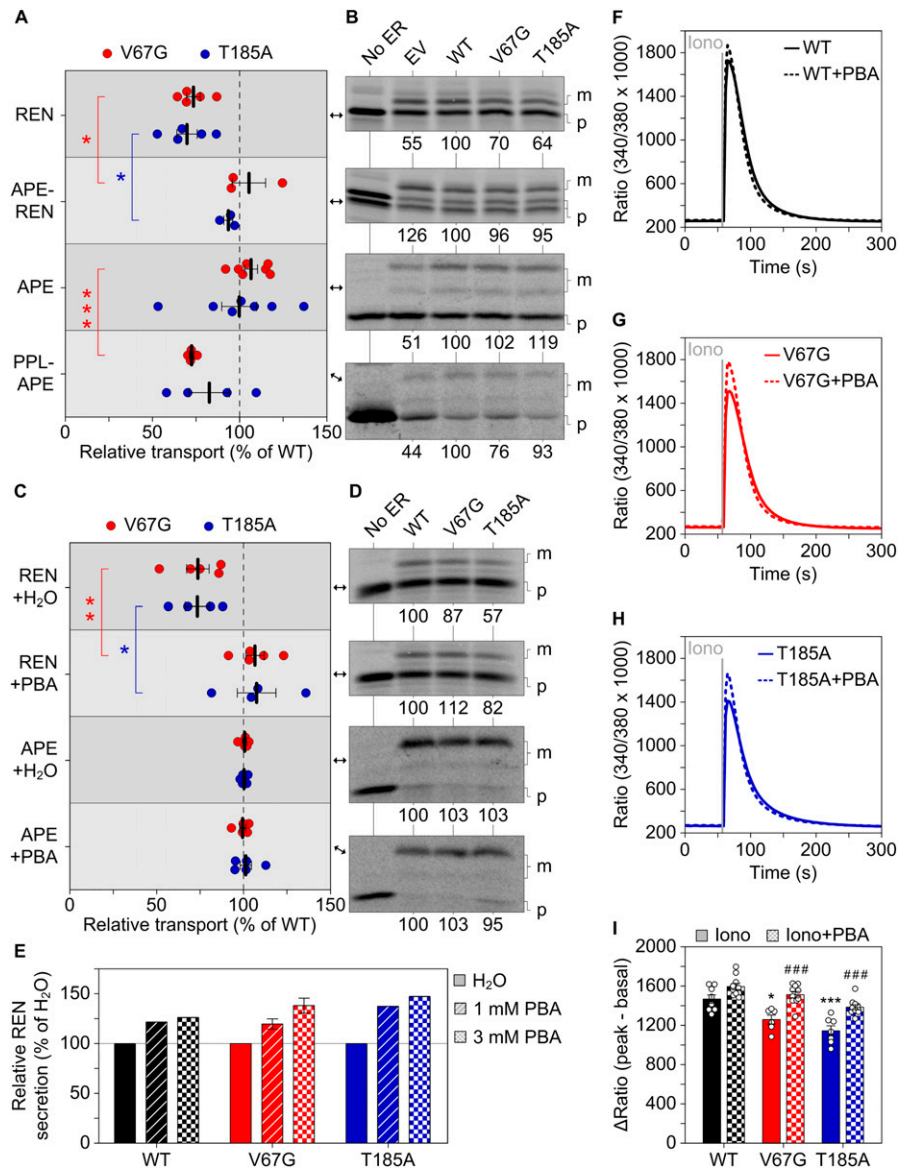 A
V67G T185A
REN
APE-
REN
APE
PPL-
APE
*
*
***
0 50 100 150
Relative transport (% of WT)
B
No ER EV WT V67G T185A
m
p
55 100 70 64
m
p
126 100 96 95
m
p
51 100 102 119
m
p
44 100 76 93
C
V67G T185A
REN
+H2O
REN
+PBA
APE
+H2O
APE
+PBA
**
*
0 50 100 150
Relative transport (% of WT)
D
No ER WT V67G T185A
m
p
100 87 57
m
p
100 112 82
m
p
100 103 103
m
p
100 103 95
E
Relative REN
secretion (% of H2O)
150
100
50
0
H2O
1 mM PBA
3 mM PBA
WT V67G T185A
F
Iono
WT
WT+PBA
Ratio (340/380 x 1000)
1800
1400
1000
600
200
0 100 200 300
Time (s)
G
Iono
V67G
V67G+PBA
Ratio (340/380 x 1000)
1800
1400
1000
600
200
0 100 200 300
Time (s)
H
Iono
T185A
T185A+PBA
Ratio (340/380 x 1000)
1800
1400
1000
600
200
0 100 200 300
Time (s)
I
Iono Iono+PBA
ΔRatio (peak - basal)
2000
1600
1200
800
400
0
* ### *** ###
WT V67G T185A